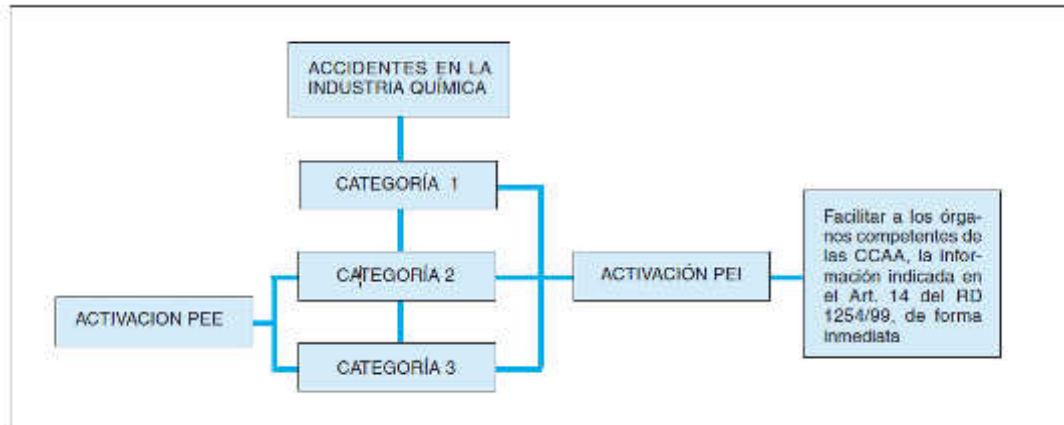 ACCIDENTES EN LA
INDUSTRIA QUÍMICA
CATEGORÍA 1
CATEGORÍA 2
CATEGORÍA 3
ACTIVACION PEE
ACTIVACIÓN PEI
Facilitar a los órga-
nos competentes de
las CCAA, la infor-
mación indicada en
el Art. 14 del RD
1254/99, de forma
inmediata